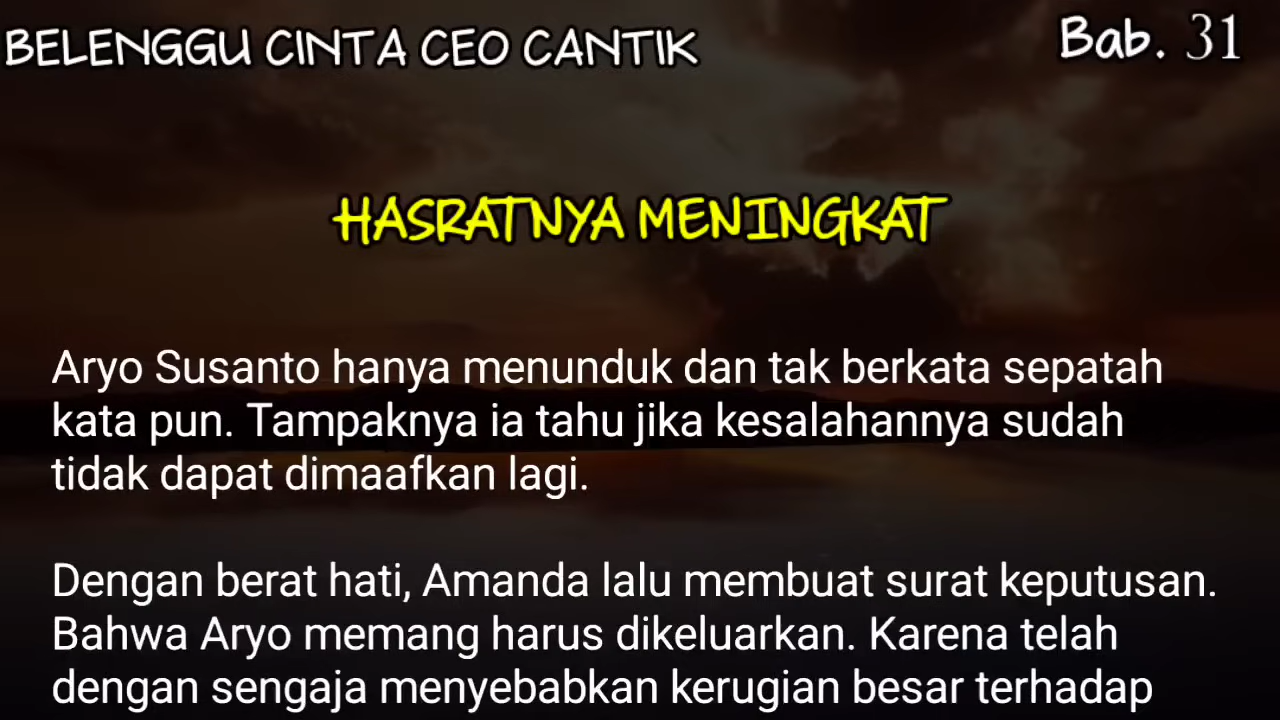 BELENGGU CINTA CEO CANTIK
Bab. 31
HASRATNYA MENINGKAT
Aryo Susanto hanya menunduk dan tak berkata sepatah
kata pun. Tampaknya ia tahu jika kesalahannya sudah
tidak dapat dimaafkan lagi.
Dengan berat hati, Amanda lalu membuat surat keputusan.
Bahwa Aryo memang harus dikeluarkan. Karena telah
dengan sengaja menyebabkan kerugian besar terhadap